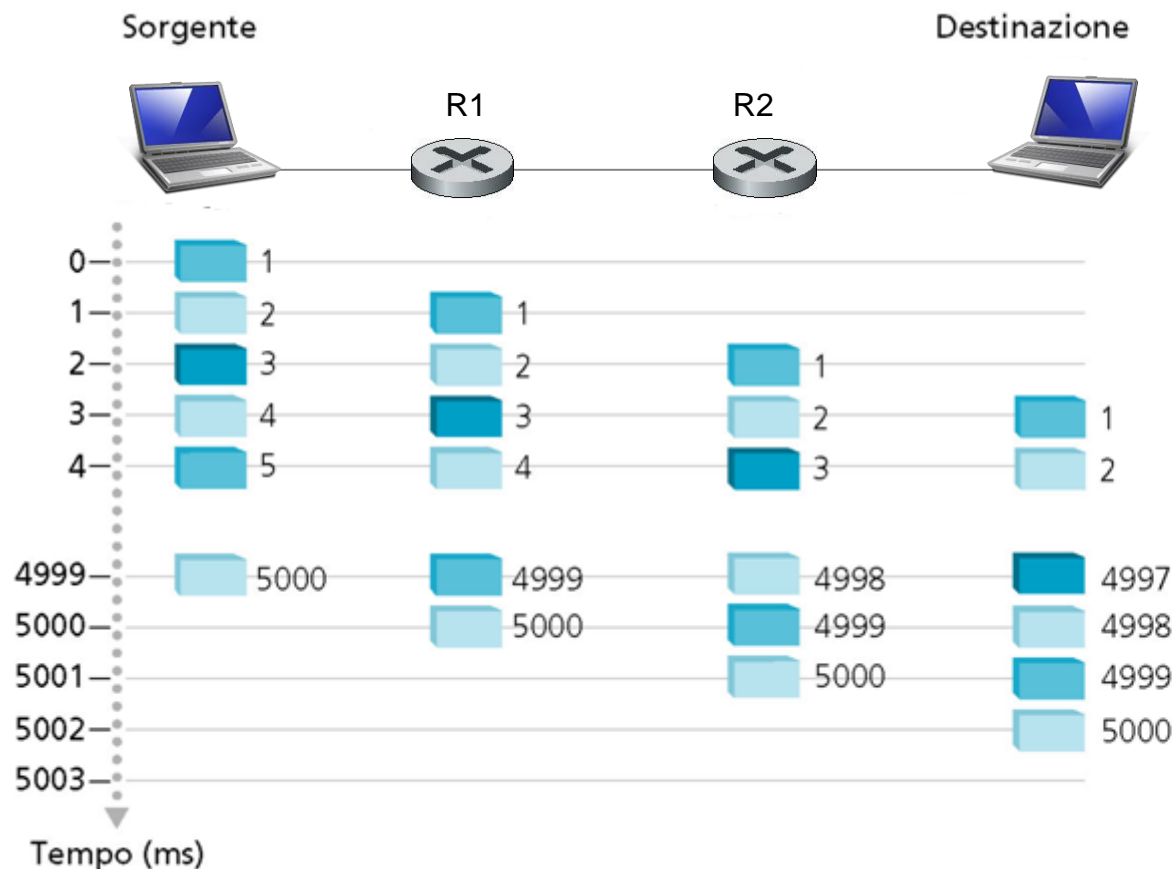 Sorgente Destinazione
R1 R2
0 1
1 2 1
2 3 2 1
3 4 3 2 1
4 5 4 3 2
4999 5000 4999 4998 4997
5000 5000 4999 4998
5001 5000 4999
5002 5000
5003
Tempo (ms)